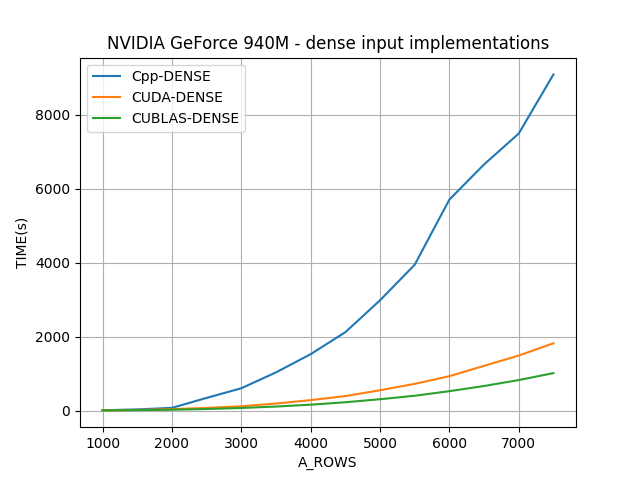 NVIDIA GeForce 940M - dense input implementations
Cpp-DENSE
CUDA-DENSE
CUBLAS-DENSE
TIME(s)
8000
6000
4000
2000
0
1000 2000 3000 4000 5000 6000 7000
A_ROWS